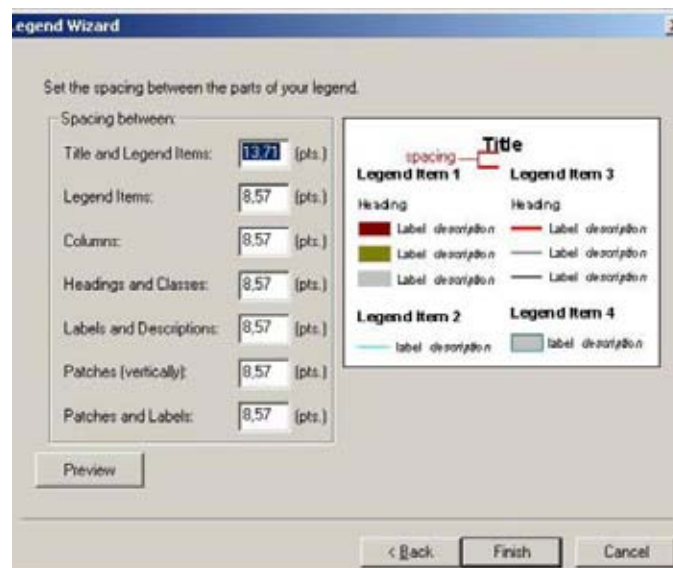 egend Wizard
Set the spacing between the parts of your legend.
Spacing between:
Title and Legend Items: 13,71 (pts.)
Legend Items: 8,57 (pts.)
Columns: 8,57 (pts.)
Headings and Classes: 8,57 (pts.)
Labels and Descriptions: 8,57 (pts.)
Patches (vertically): 8,57 (pts.)
Patches and Labels: 8,57 (pts.)
Title
spacing
Legend Item 1 Legend Item 3
Heading Heading
Label description Label description
Label description Label description
Label description Label description
Legend Item 2 Legend Item 4
label description label description
Preview
< Back Finish Cancel